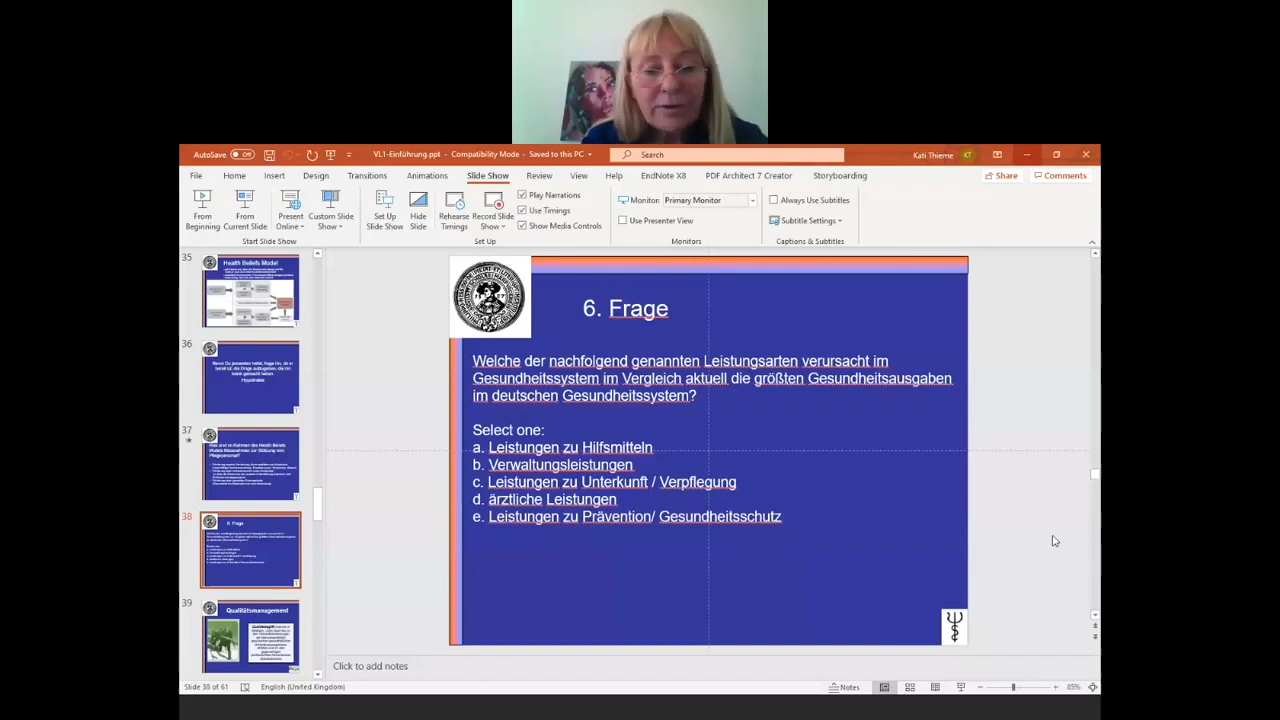 AutoSave Off
VL1-Einführung.ppt - Compatibility Mode - Saved to this PC
Search
Kati Thieme KT
File Home Insert Design Transitions Animations Slide Show Review View Help EndNote X8 PDF Architect 7 Creator Storyboarding
Share Comments
From Beginning
From Current Slide
Present Online
Custom Slide Show
Set Up Slide Show
Hide Slide
Rehearse Timings
Record Slide Show
Play Narrations
Use Timings
Show Media Controls
Monitor: Primary Monitor
Use Presenter View
Always Use Subtitles
Subtitle Settings
Start Slide Show
Set Up
Monitors
Captions & Subtitles
35
Health Beliefs Model
36
Hippokrates
37
38
6. Frage
39
Qualitätsmanagement
6. Frage
Welche der nachfolgend genannten Leistungsarten verursacht im
Gesundheitssystem im Vergleich aktuell die größten Gesundheitsausgaben
im deutschen Gesundheitssystem?
Select one:
a. Leistungen zu Hilfsmitteln
b. Verwaltungsleistungen
c. Leistungen zu Unterkunft / Verpflegung
d. ärztliche Leistungen
e. Leistungen zu Prävention/ Gesundheitsschutz
Click to add notes
Slide 38 of 61
English (United Kingdom)
Notes
85%